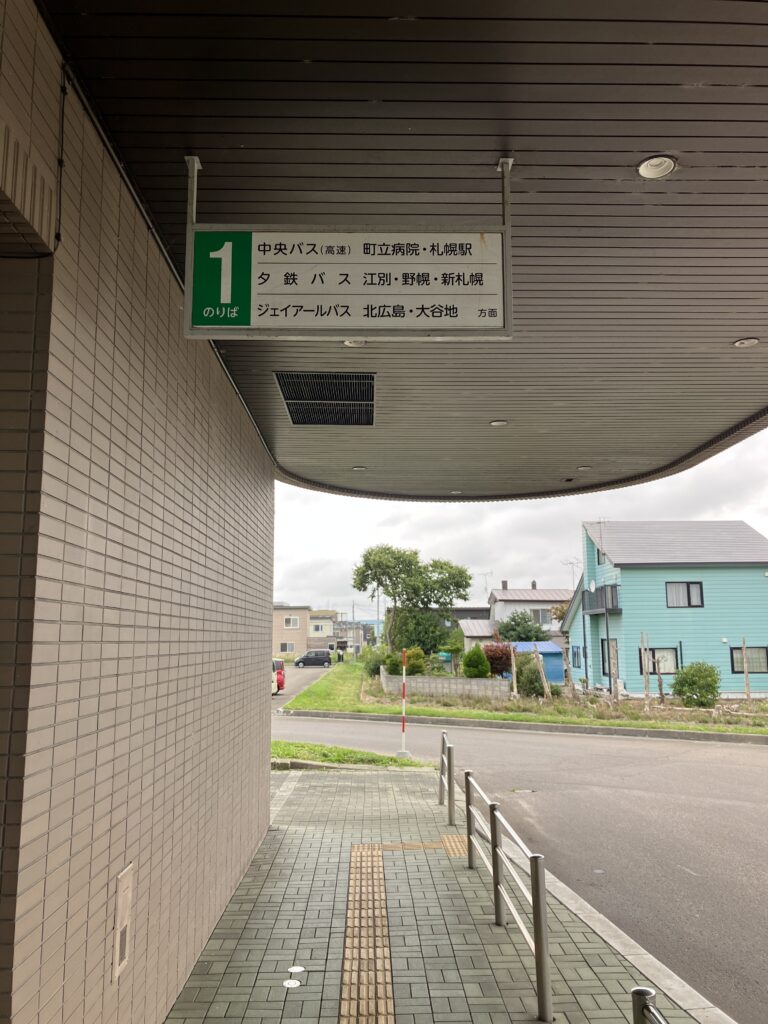 1
のりば
中央バス(高速) 町立病院・札幌駅
夕鉄バス 江別・野幌・新札幌
ジェイアールバス 北広島・大谷地 方面